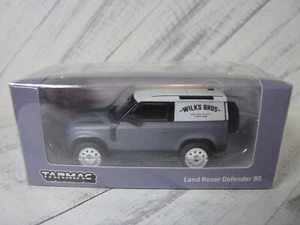 WILKS BROS
TARMAC
Land Rover Defender 90